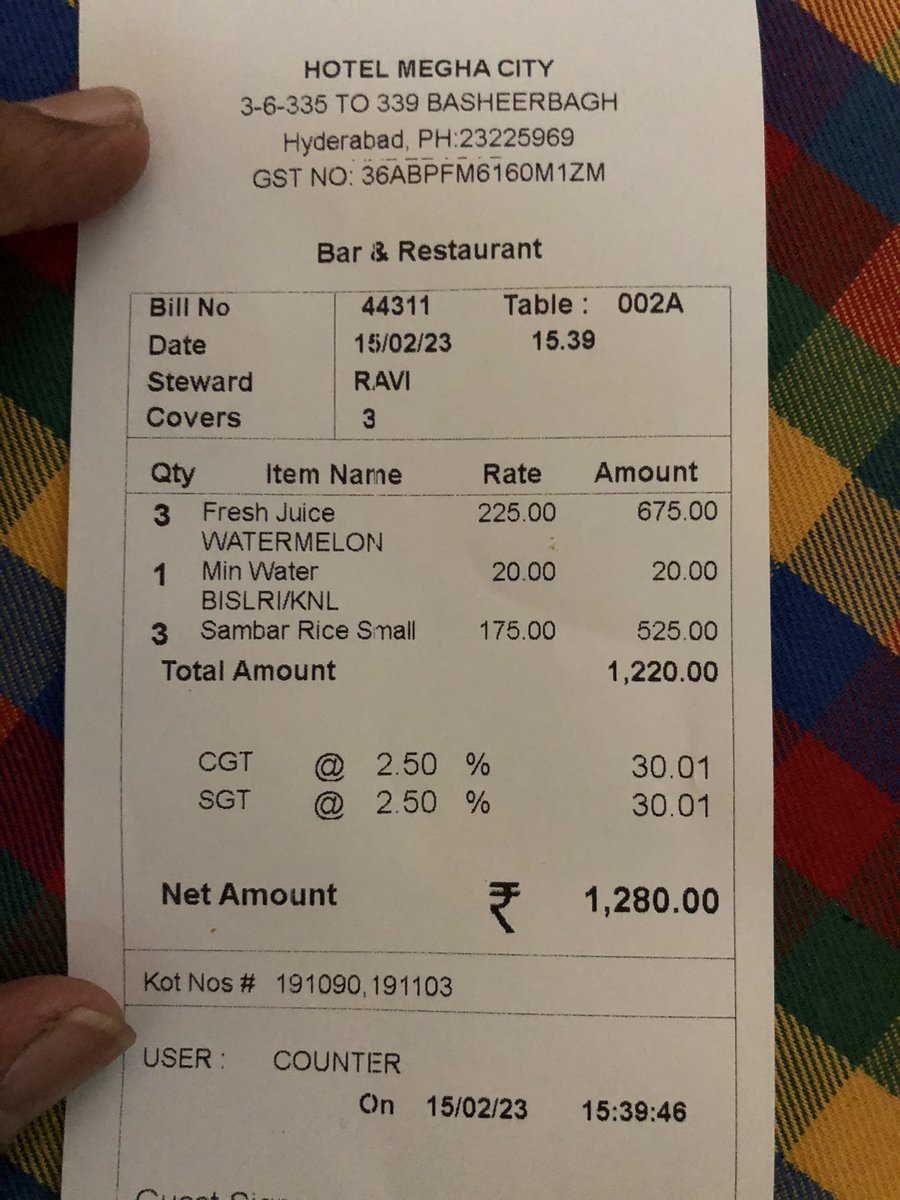 HOTEL MEGHA CITY
3-6-335 TO 339 BASHEERBAGH
Hyderabad, PH:23225969
GST NO: 36ABPFM6160M1ZM
Bar & Restaurant
Bill No 44311 Table : 002A
Date 15/02/23 15.39
Steward RAVI
Covers 3
Qty Item Name Rate Amount
3 Fresh Juice 225.00 675.00
WATERMELON
1 Min Water 20.00 20.00
BISLRI/KNL
3 Sambar Rice Small 175.00 525.00
Total Amount 1,220.00
CGT @ 2.50 % 30.01
SGT @ 2.50 % 30.01
Net Amount ₹ 1,280.00
Kot Nos # 191090,191103
USER : COUNTER
On 15/02/23 15:39:46